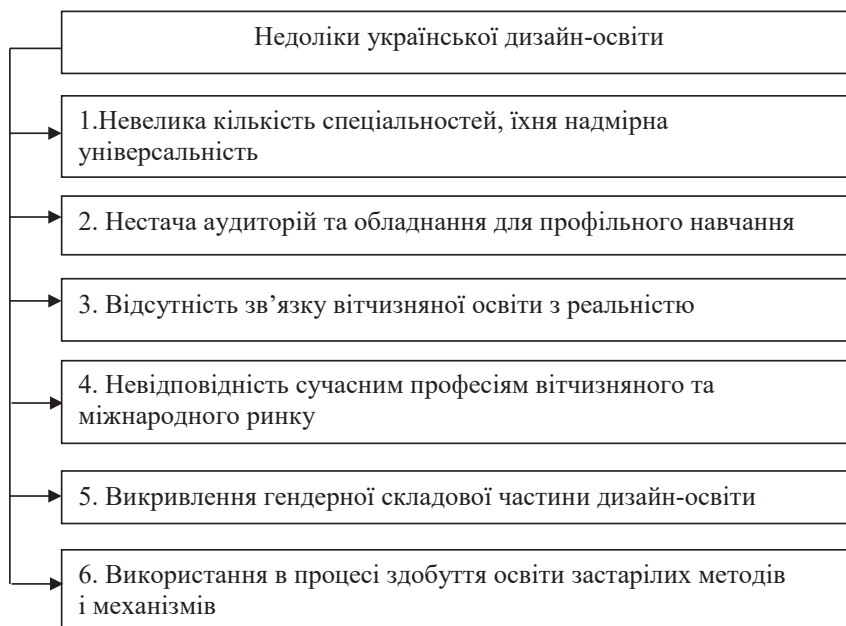 Недоліки української дизайн-освіти
1.Невелика кількість спеціальностей, їхня надмірна
універсальність
2. Нестача аудиторій та обладнання для профільного навчання
3. Відсутність зв’язку вітчизняної освіти з реальністю
4. Невідповідність сучасним професіям вітчизняного та
міжнародного ринку
5. Викривлення гендерної складової частини дизайн-освіти
6. Використання в процесі здобуття освіти застарілих методів
і механізмів